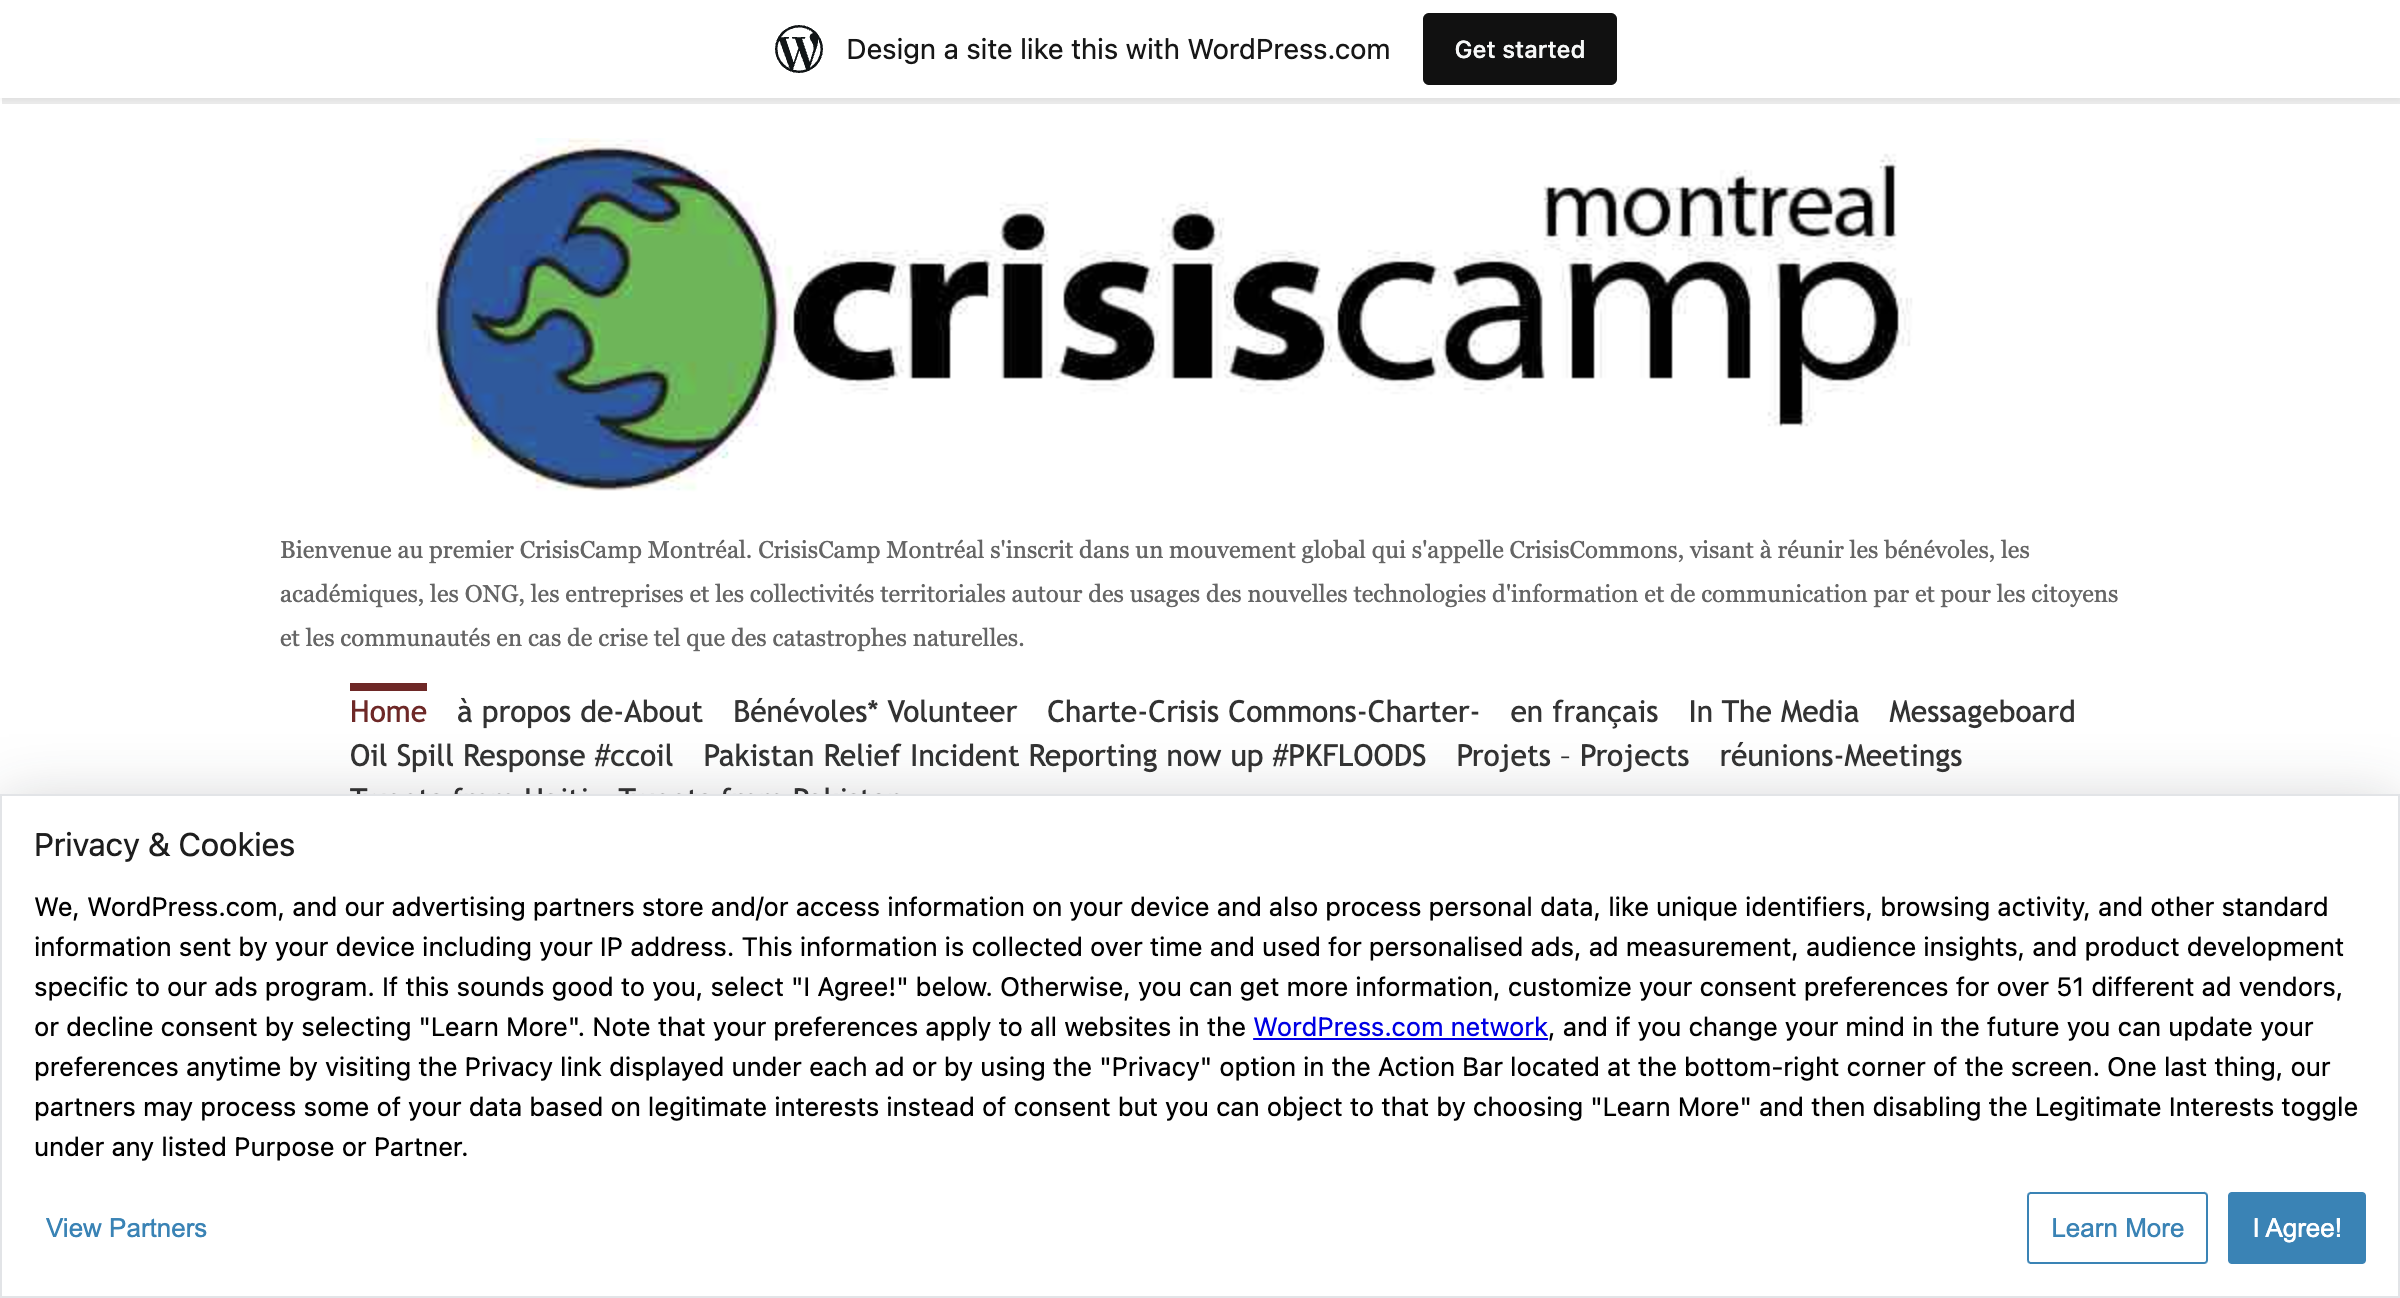 Design a site like this with WordPress.com
Get started
montreal
crisiscamp
Bienvenue au premier CrisisCamp Montréal. CrisisCamp Montréal s'inscrit dans un mouvement global qui s'appelle CrisisCommons, visant à réunir les bénévoles, les
académiques, les ONG, les entreprises et les collectivités territoriales autour des usages des nouvelles technologies d'information et de communication par et pour les citoyens
et les communautés en cas de crise tel que des catastrophes naturelles.
Home à propos de-About Bénévoles* Volunteer Charte-Crisis Commons-Charter- en français In The Media Messageboard
Oil Spill Response #ccoil Pakistan Relief Incident Reporting now up #PKFLOODS Projets – Projects réunions-Meetings
Privacy & Cookies
We, WordPress.com, and our advertising partners store and/or access information on your device and also process personal data, like unique identifiers, browsing activity, and other standard
information sent by your device including your IP address. This information is collected over time and used for personalised ads, ad measurement, audience insights, and product development
specific to our ads program. If this sounds good to you, select "I Agree!" below. Otherwise, you can get more information, customize your consent preferences for over 51 different ad vendors,
or decline consent by selecting "Learn More". Note that your preferences apply to all websites in the WordPress.com network, and if you change your mind in the future you can update your
preferences anytime by visiting the Privacy link displayed under each ad or by using the "Privacy" option in the Action Bar located at the bottom-right corner of the screen. One last thing, our
partners may process some of your data based on legitimate interests instead of consent but you can object to that by choosing "Learn More" and then disabling the Legitimate Interests toggle
under any listed Purpose or Partner.
View Partners
Learn More
I Agree!